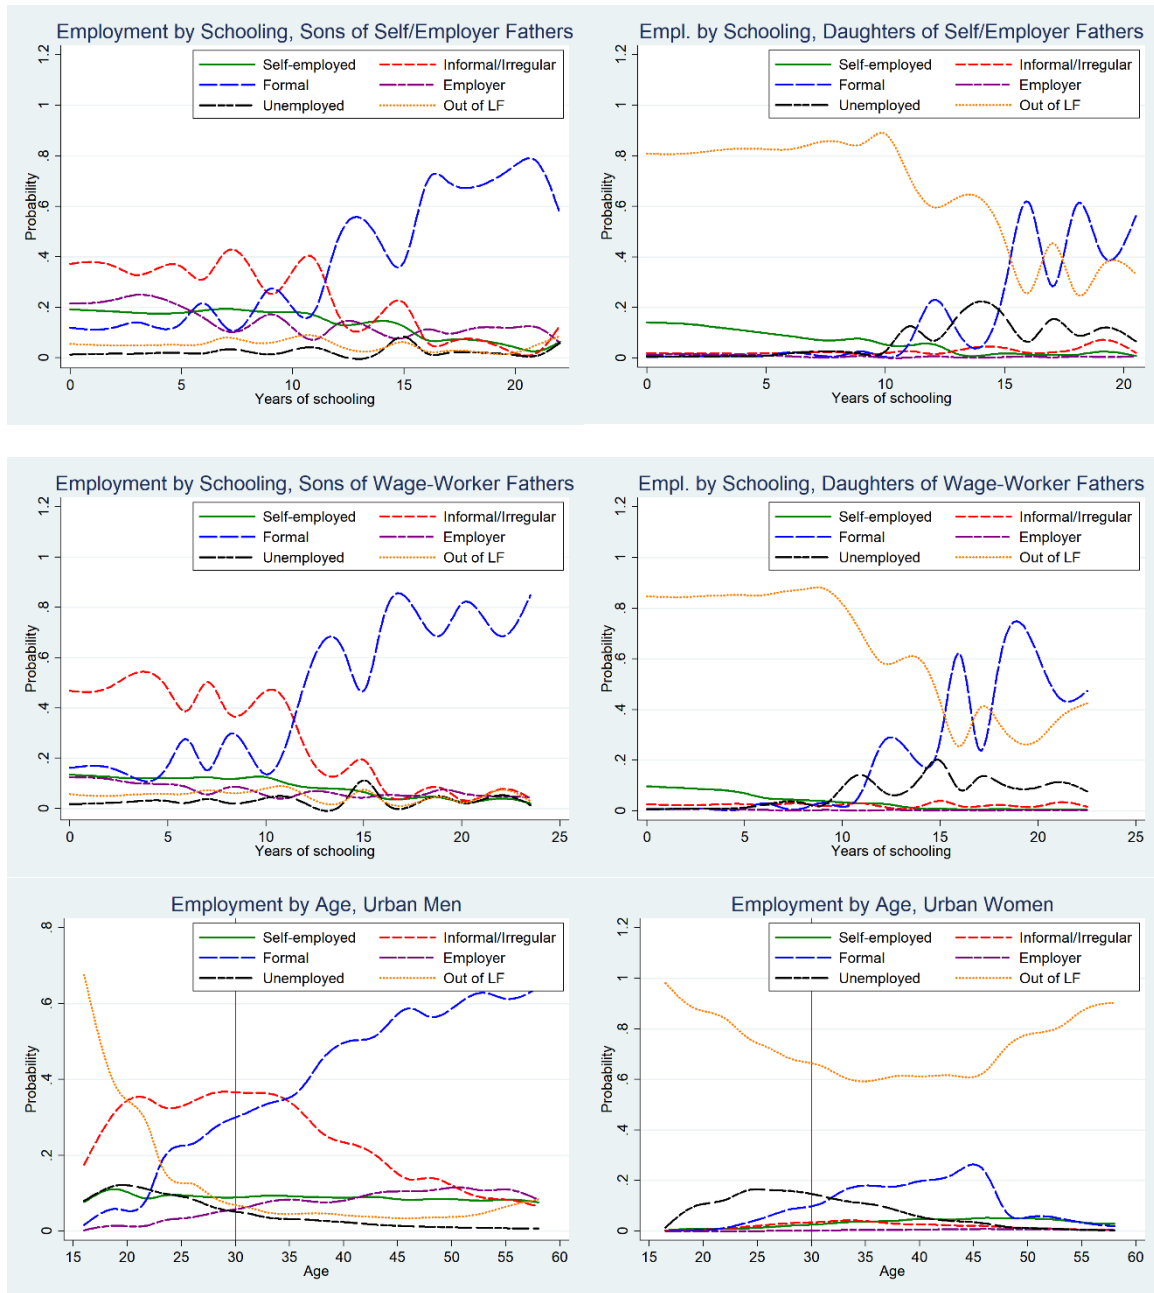 Employment by Schooling, Sons of Self/Employer Fathers
1.2
1
.8
.6
.4
.2
0
Probability
Self-employed
Informal/Irregular
Formal
Employer
Unemployed
Out of LF
0 5 10 15 20
Years of schooling
Empl. by Schooling, Daughters of Self/Employer Fathers
1.2
1
.8
.6
.4
.2
0
Probability
Self-employed
Informal/Irregular
Formal
Employer
Unemployed
Out of LF
0 5 10 15 20
Years of schooling
Employment by Schooling, Sons of Wage-Worker Fathers
1.2
1
.8
.6
.4
.2
0
Probability
Self-employed
Informal/Irregular
Formal
Employer
Unemployed
Out of LF
0 5 10 15 20 25
Years of schooling
Empl. by Schooling, Daughters of Wage-Worker Fathers
1.2
1
.8
.6
.4
.2
0
Probability
Self-employed
Informal/Irregular
Formal
Employer
Unemployed
Out of LF
0 5 10 15 20 25
Years of schooling
Employment by Age, Urban Men
.8
.6
.4
.2
0
Probability
Self-employed
Informal/Irregular
Formal
Employer
Unemployed
Out of LF
15 20 25 30 35 40 45 50 55 60
Age
Employment by Age, Urban Women
1.2
1
.8
.6
.4
.2
0
Probability
Self-employed
Informal/Irregular
Formal
Employer
Unemployed
Out of LF
15 20 25 30 35 40 45 50 55 60
Age